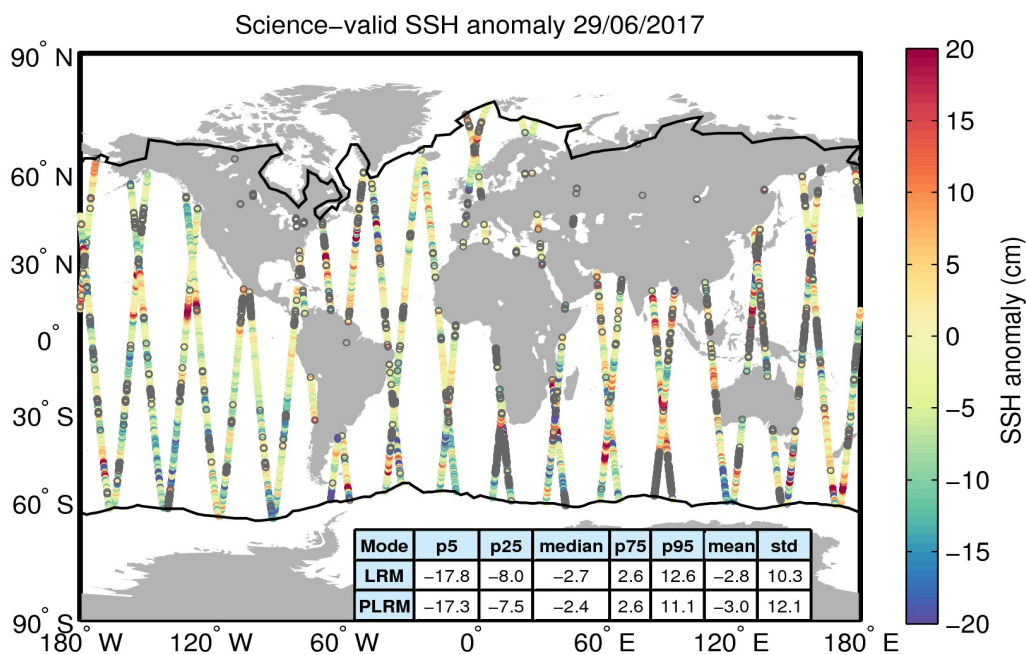 Science−valid SSH anomaly 29/06/2017
90° N
60° N
30° N
0°
30° S
60° S
90° S
180° W
120° W
60° W
0°
60° E
120° E
180° E
Mode p5 p25 median p75 p95 mean std
LRM −17.8 −8.0 −2.7 2.6 12.6 −2.8 10.3
PLRM −17.3 −7.5 −2.4 2.6 11.1 −3.0 12.1
20
15
10
5
0
−5
−10
−15
−20
SSH anomaly (cm)